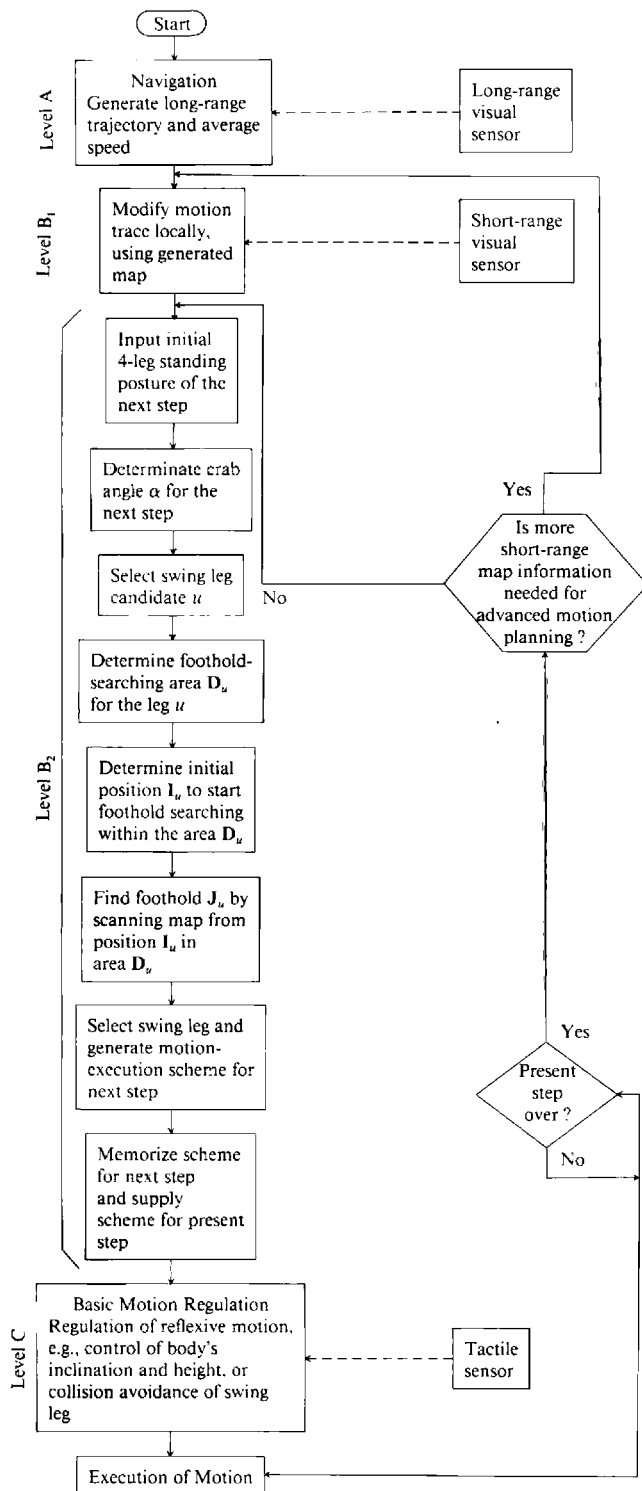 Start
Level A
Navigation
Generate long-range
trajectory and average
speed
Long-range
visual
sensor
Level B₁
Modify motion
trace locally,
using generated
map
Short-range
visual
sensor
Level B₂
Input initial
4-leg standing
posture of the
next step
Determinate crab
angle α for the
next step
Select swing leg
candidate u
Determine foothold-
searching area Dᵤ
for the leg u
Determine initial
position Iᵤ to start
foothold searching
within the area Dᵤ
Find foothold Jᵤ by
scanning map from
position Iᵤ in
area Dᵤ
Select swing leg and
generate motion-
execution scheme for
next step
Memorize scheme
for next step
and supply
scheme for present
step
Yes
Is more
short-range
map information
needed for
advanced motion
planning ?
No
Yes
Present
step
over ?
No
Level C
Basic Motion Regulation
Regulation of reflexive motion,
e.g., control of body's
inclination and height, or
collision avoidance of swing
leg
Tactile
sensor
Execution of Motion